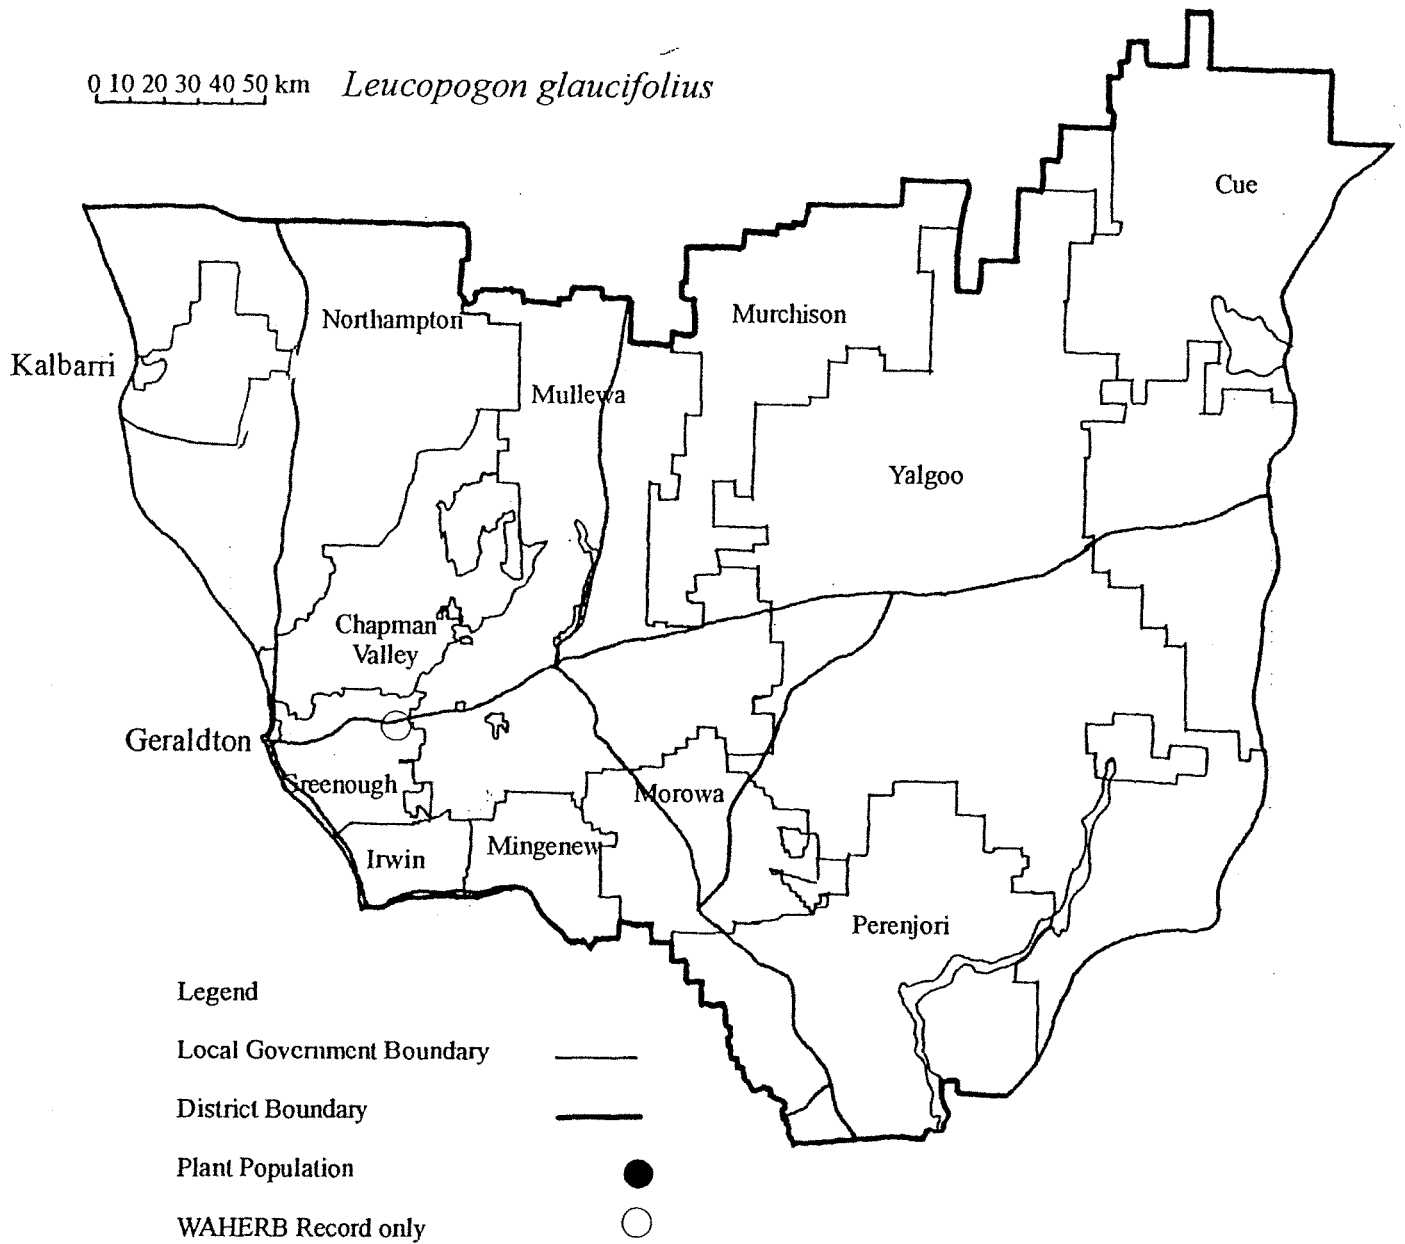 0 10 20 30 40 50 km
Leucopogon glaucifolius
Cue
Northampton
Murchison
Kalbarri
Mullewa
Yalgoo
Chapman
Valley
Geraldton
Greenough
Morowa
Irwin
Mingenew
Perenjori
Legend
Local Government Boundary
District Boundary
Plant Population
WAHERB Record only